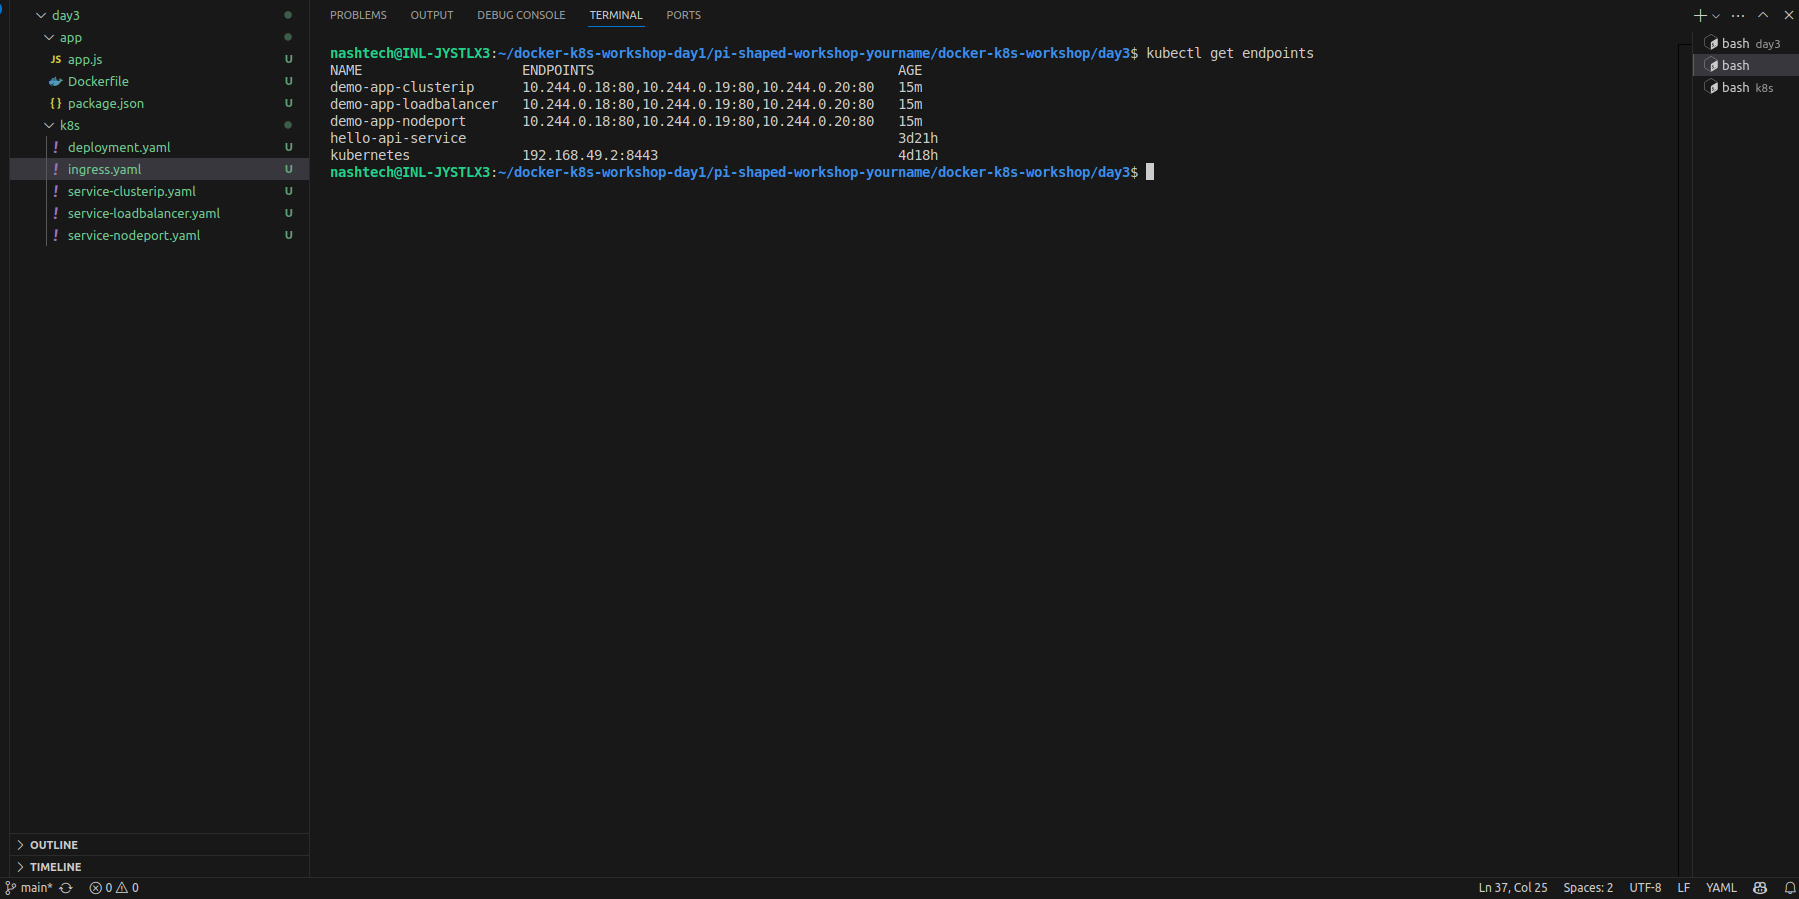 day3
app
JS app.js U
Dockerfile U
{} package.json U
k8s
! deployment.yaml U
! ingress.yaml U
! service-clusterip.yaml U
! service-loadbalancer.yaml U
! service-nodeport.yaml U
OUTLINE
TIMELINE
PROBLEMS OUTPUT DEBUG CONSOLE TERMINAL PORTS
nashtech@INL-JYSTLX3:~/docker-k8s-workshop-day1/pi-shaped-workshop-yourname/docker-k8s-workshop/day3$ kubectl get endpoints
NAME ENDPOINTS AGE
demo-app-clusterip 10.244.0.18:80,10.244.0.19:80,10.244.0.20:80 15m
demo-app-loadbalancer 10.244.0.18:80,10.244.0.19:80,10.244.0.20:80 15m
demo-app-nodeport 10.244.0.18:80,10.244.0.19:80,10.244.0.20:80 15m
hello-api-service 3d21h
kubernetes 192.168.49.2:8443 4d18h
nashtech@INL-JYSTLX3:~/docker-k8s-workshop-day1/pi-shaped-workshop-yourname/docker-k8s-workshop/day3$
bash day3
bash
bash k8s
main* 0 0 Ln 37, Col 25 Spaces: 2 UTF-8 LF YAML